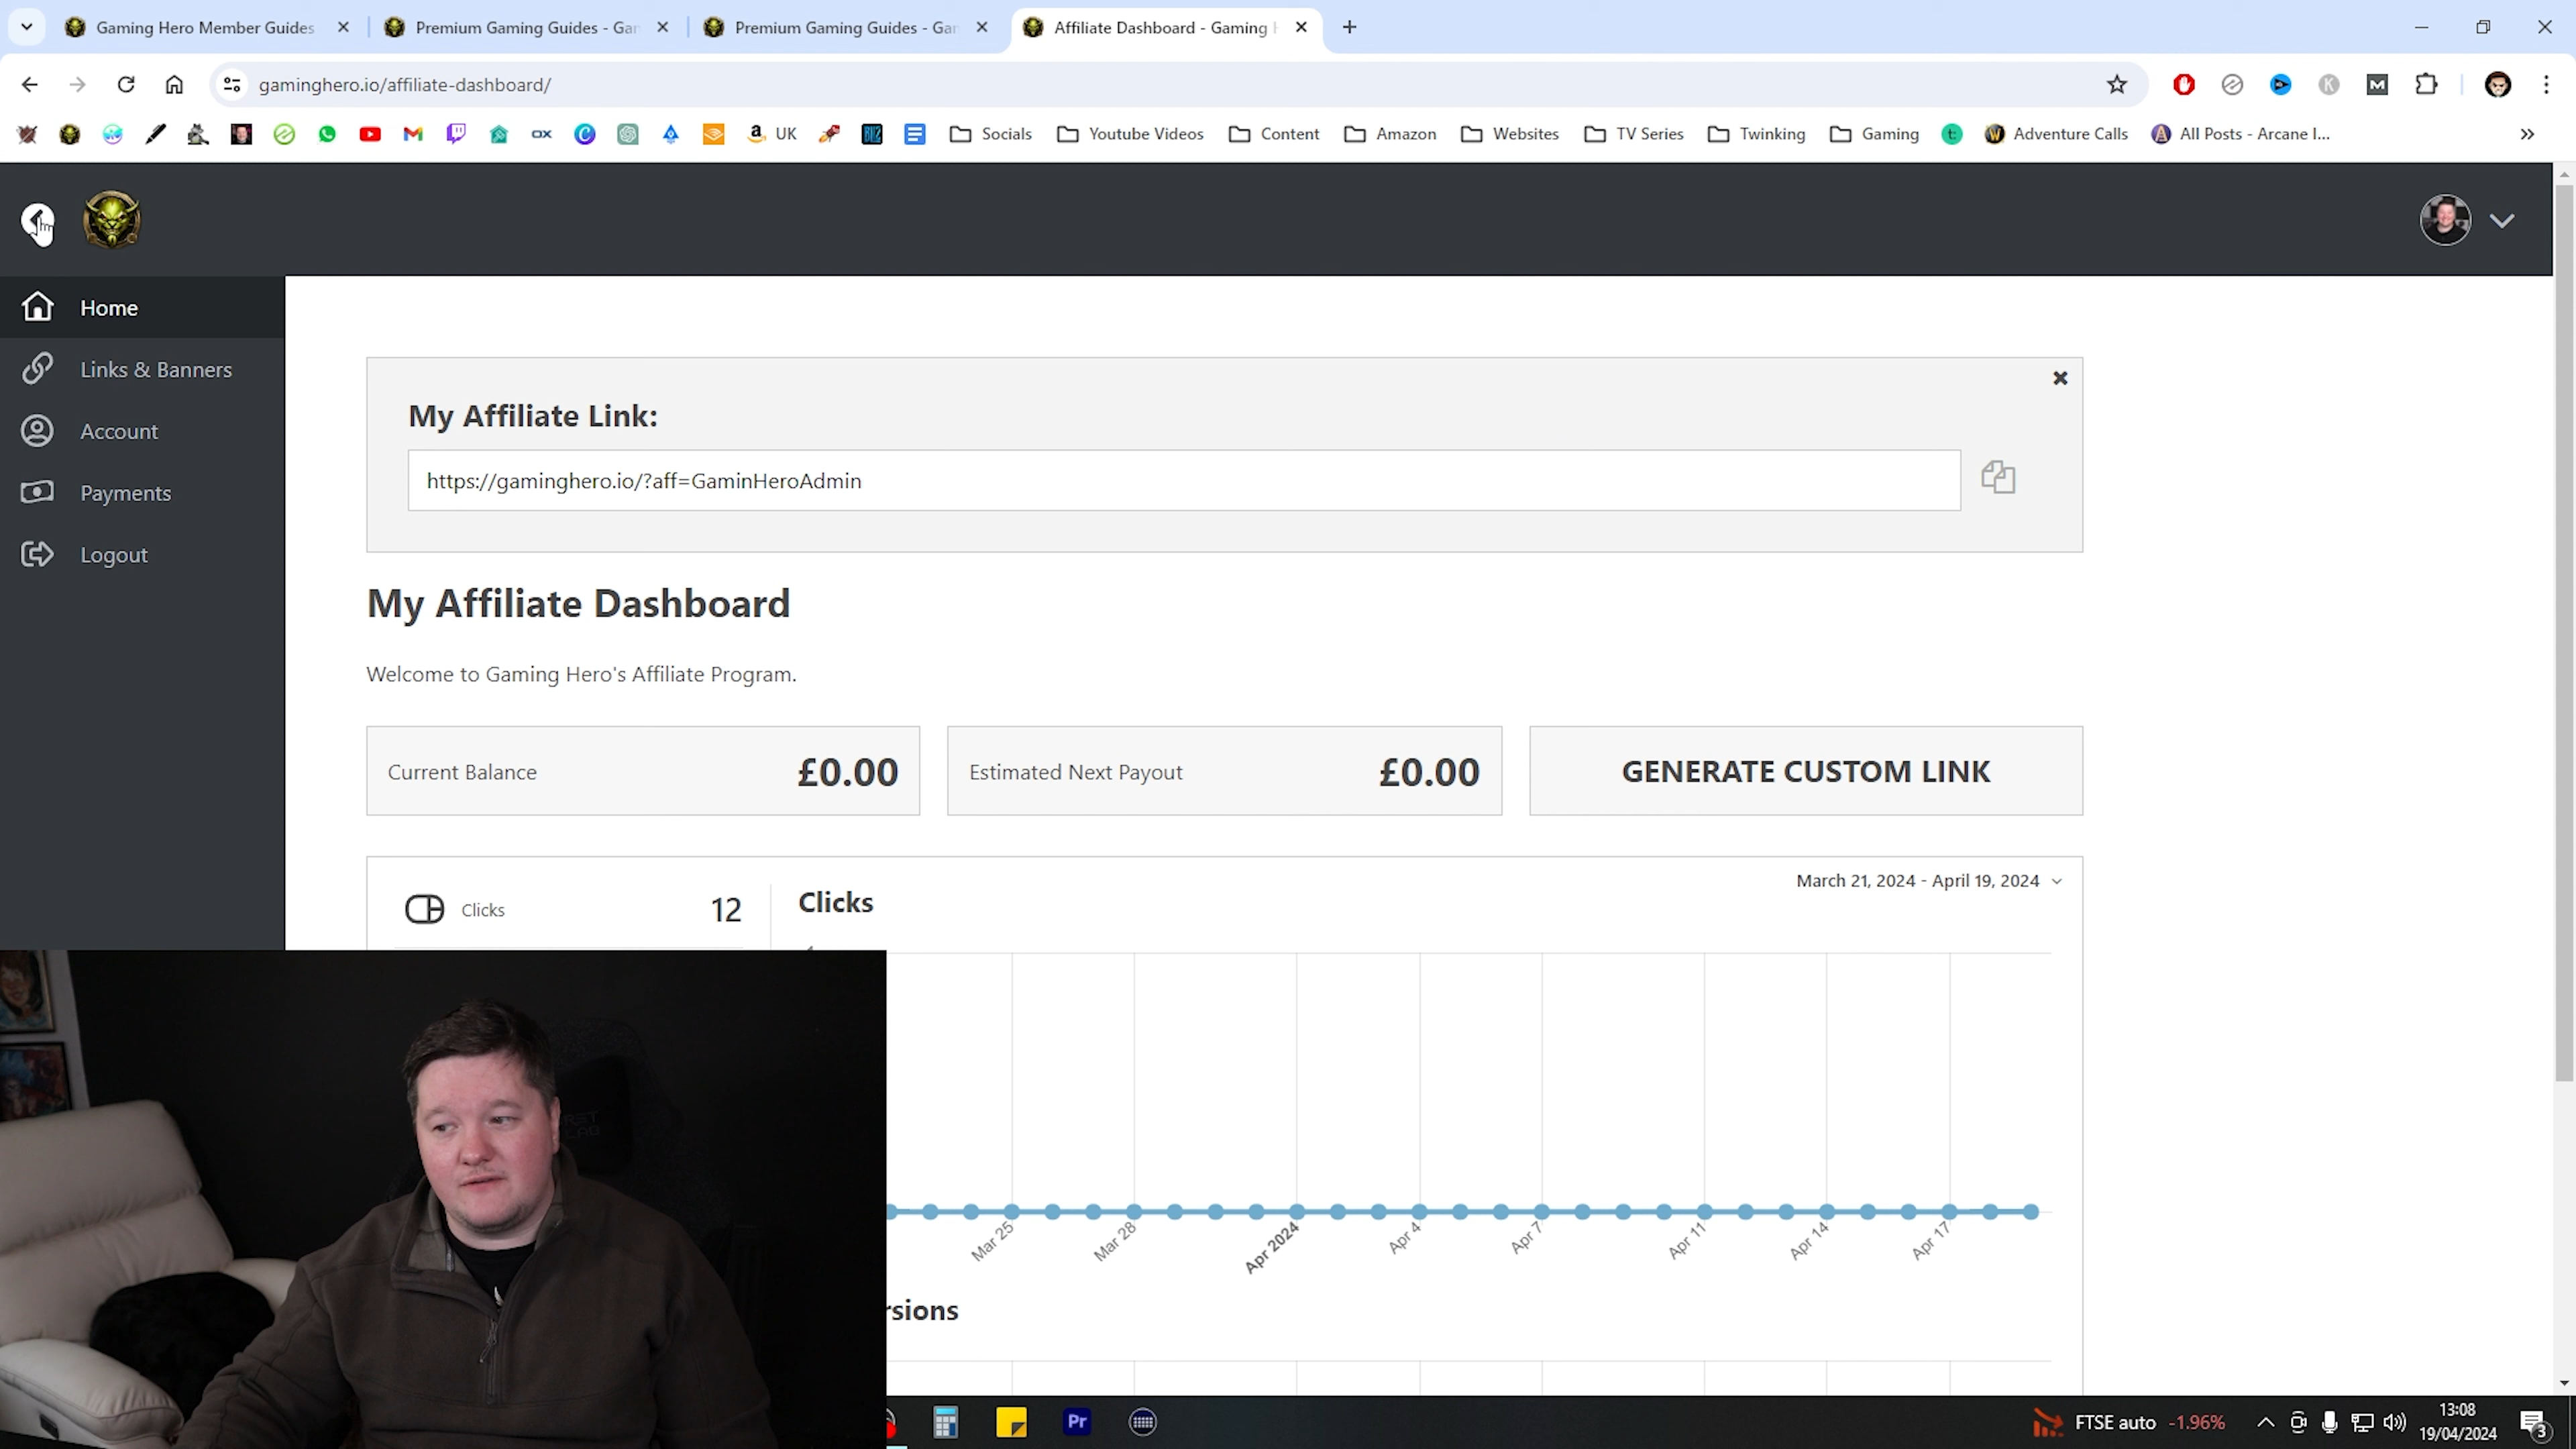 Gaming Hero Member Guides
Premium Gaming Guides - Gam
Premium Gaming Guides - Gam
Affiliate Dashboard - Gaming H
gaminghero.io/affiliate-dashboard/
OX
UK
Socials
Youtube Videos
Content
Amazon
Websites
TV Series
Twinking
Gaming
Adventure Calls
All Posts - Arcane I...
Home
Links & Banners
Account
Payments
Logout
My Affiliate Link:
https://gaminghero.io/?aff=GaminHeroAdmin
My Affiliate Dashboard
Welcome to Gaming Hero's Affiliate Program.
Current Balance £0.00
Estimated Next Payout £0.00
GENERATE CUSTOM LINK
Clicks 12
Clicks
March 21, 2024 - April 19, 2024
Mar 25
Mar 28
Apr 2024
Apr 4
Apr 7
Apr 11
Apr 14
Apr 17
rsions
Pr
FTSE auto -1.96%
13:08
19/04/2024
3